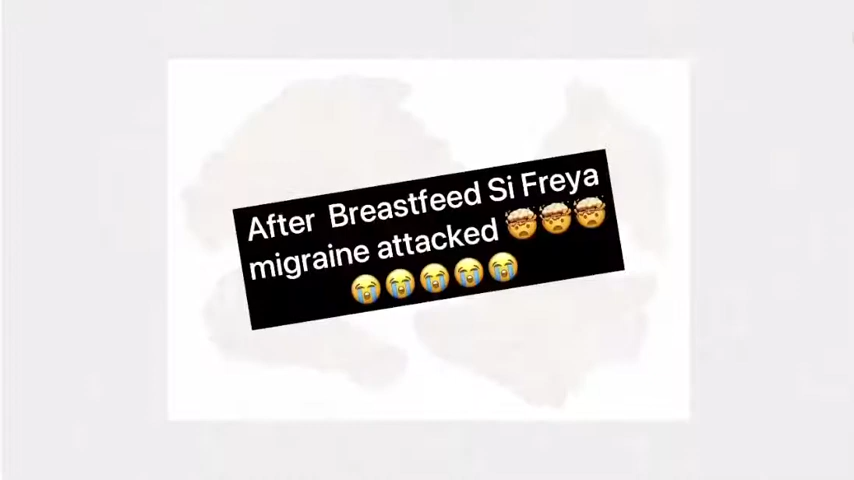 After Breastfeed Si Freya
migraine attacked 🤯🤯🤯
😭😭😭😭😭